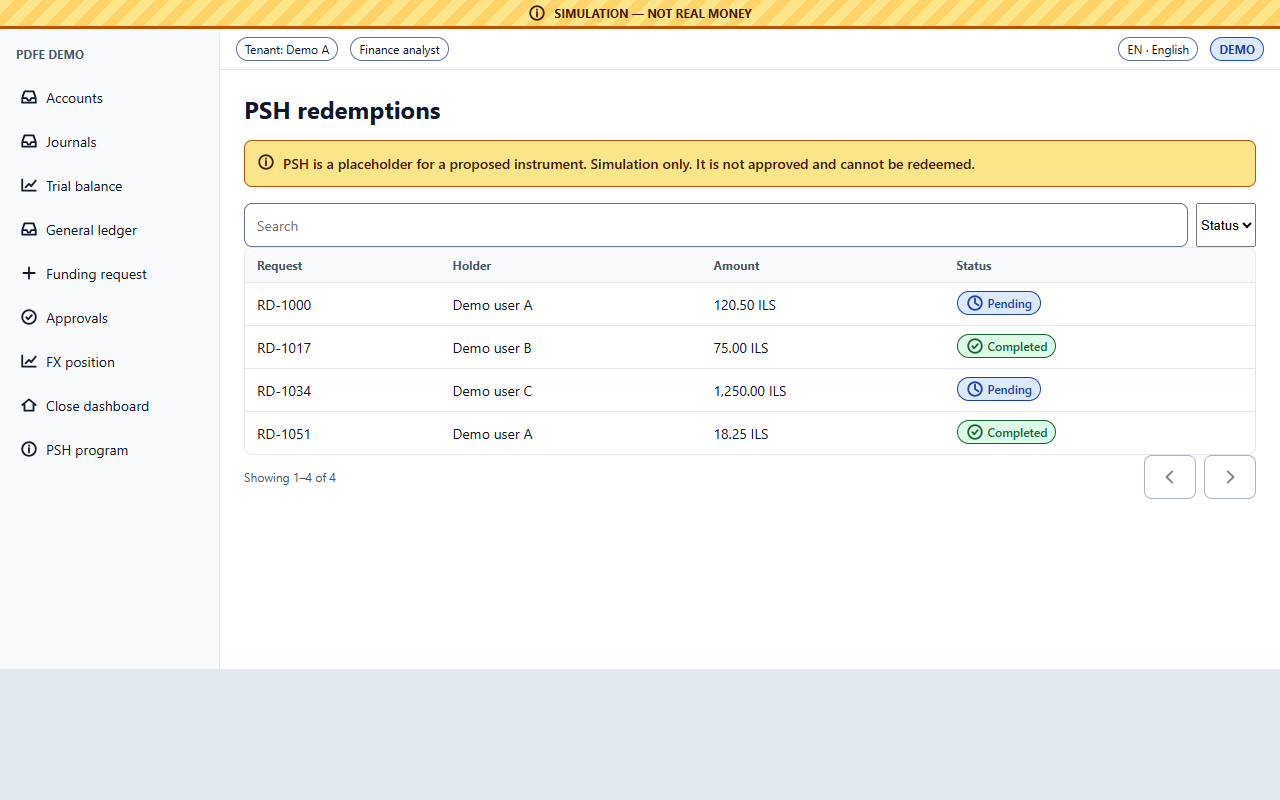 SIMULATION — NOT REAL MONEY
PDFE DEMO
Tenant: Demo A
Finance analyst
EN · English
DEMO
Accounts
Journals
Trial balance
General ledger
Funding request
Approvals
FX position
Close dashboard
PSH program
PSH redemptions
PSH is a placeholder for a proposed instrument. Simulation only. It is not approved and cannot be redeemed.
Search
Status
Request Holder Amount Status
RD-1000 Demo user A 120.50 ILS Pending
RD-1017 Demo user B 75.00 ILS Completed
RD-1034 Demo user C 1,250.00 ILS Pending
RD-1051 Demo user A 18.25 ILS Completed
Showing 1–4 of 4